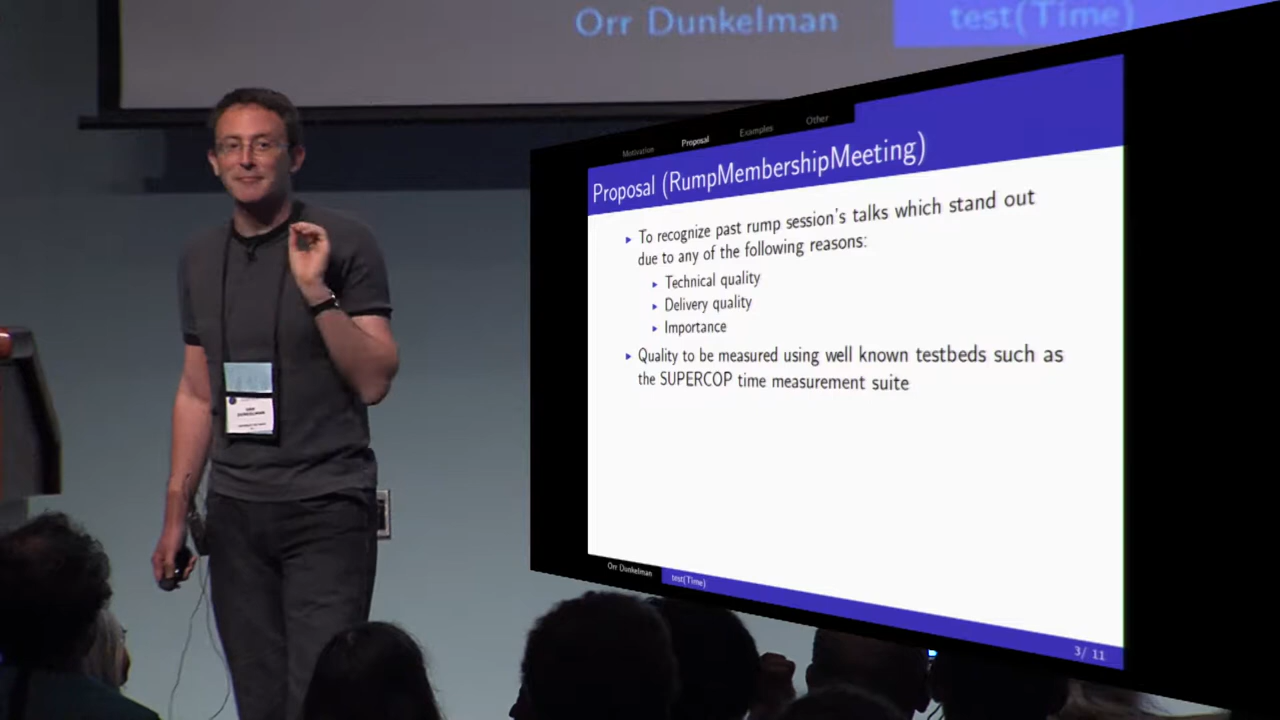 Orr Dunkelman
test(Time)
Motivation Proposal Examples Other
Proposal (RumpMembershipMeeting)
To recognize past rump session's talks which stand out
due to any of the following reasons:
Technical quality
Delivery quality
Importance
Quality to be measured using well known testbeds such as
the SUPERCOP time measurement suite
Orr Dunkelman test(Time)
3/ 11
ORR
DUNKELMAN